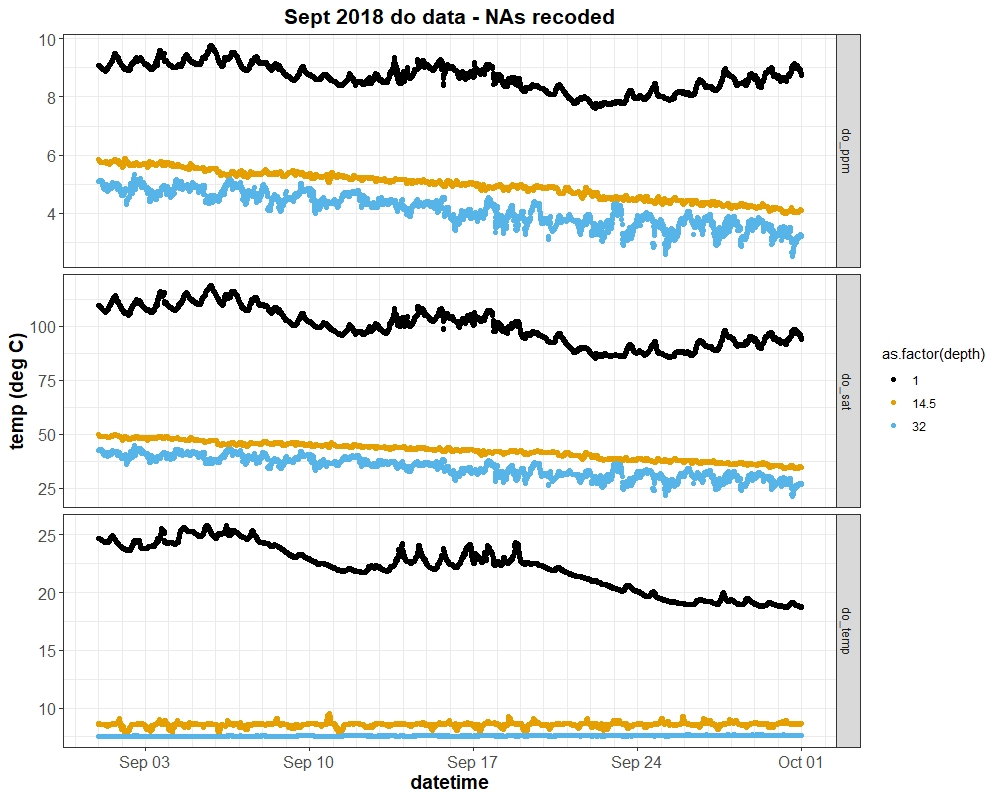 Sept 2018 do data - NAs recoded
10
8
6
4
do_ppm
100
75
50
25
do_sat
25
20
15
10
do_temp
temp (deg C)
Sep 03
Sep 10
Sep 17
Sep 24
Oct 01
datetime
as.factor(depth)
1
14.5
32